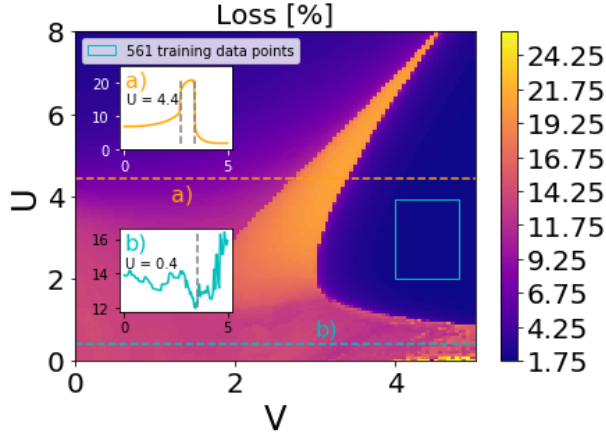 Loss [%]
8
561 training data points
24.25
20
a)
U = 4.4
21.75
10
6
19.25
0
0
5
16.75
U
4
a)
14.25
16
b)
11.75
14
U = 0.4
2
9.25
12
0
5
6.75
b)
4.25
0
1.75
0
2
4
V